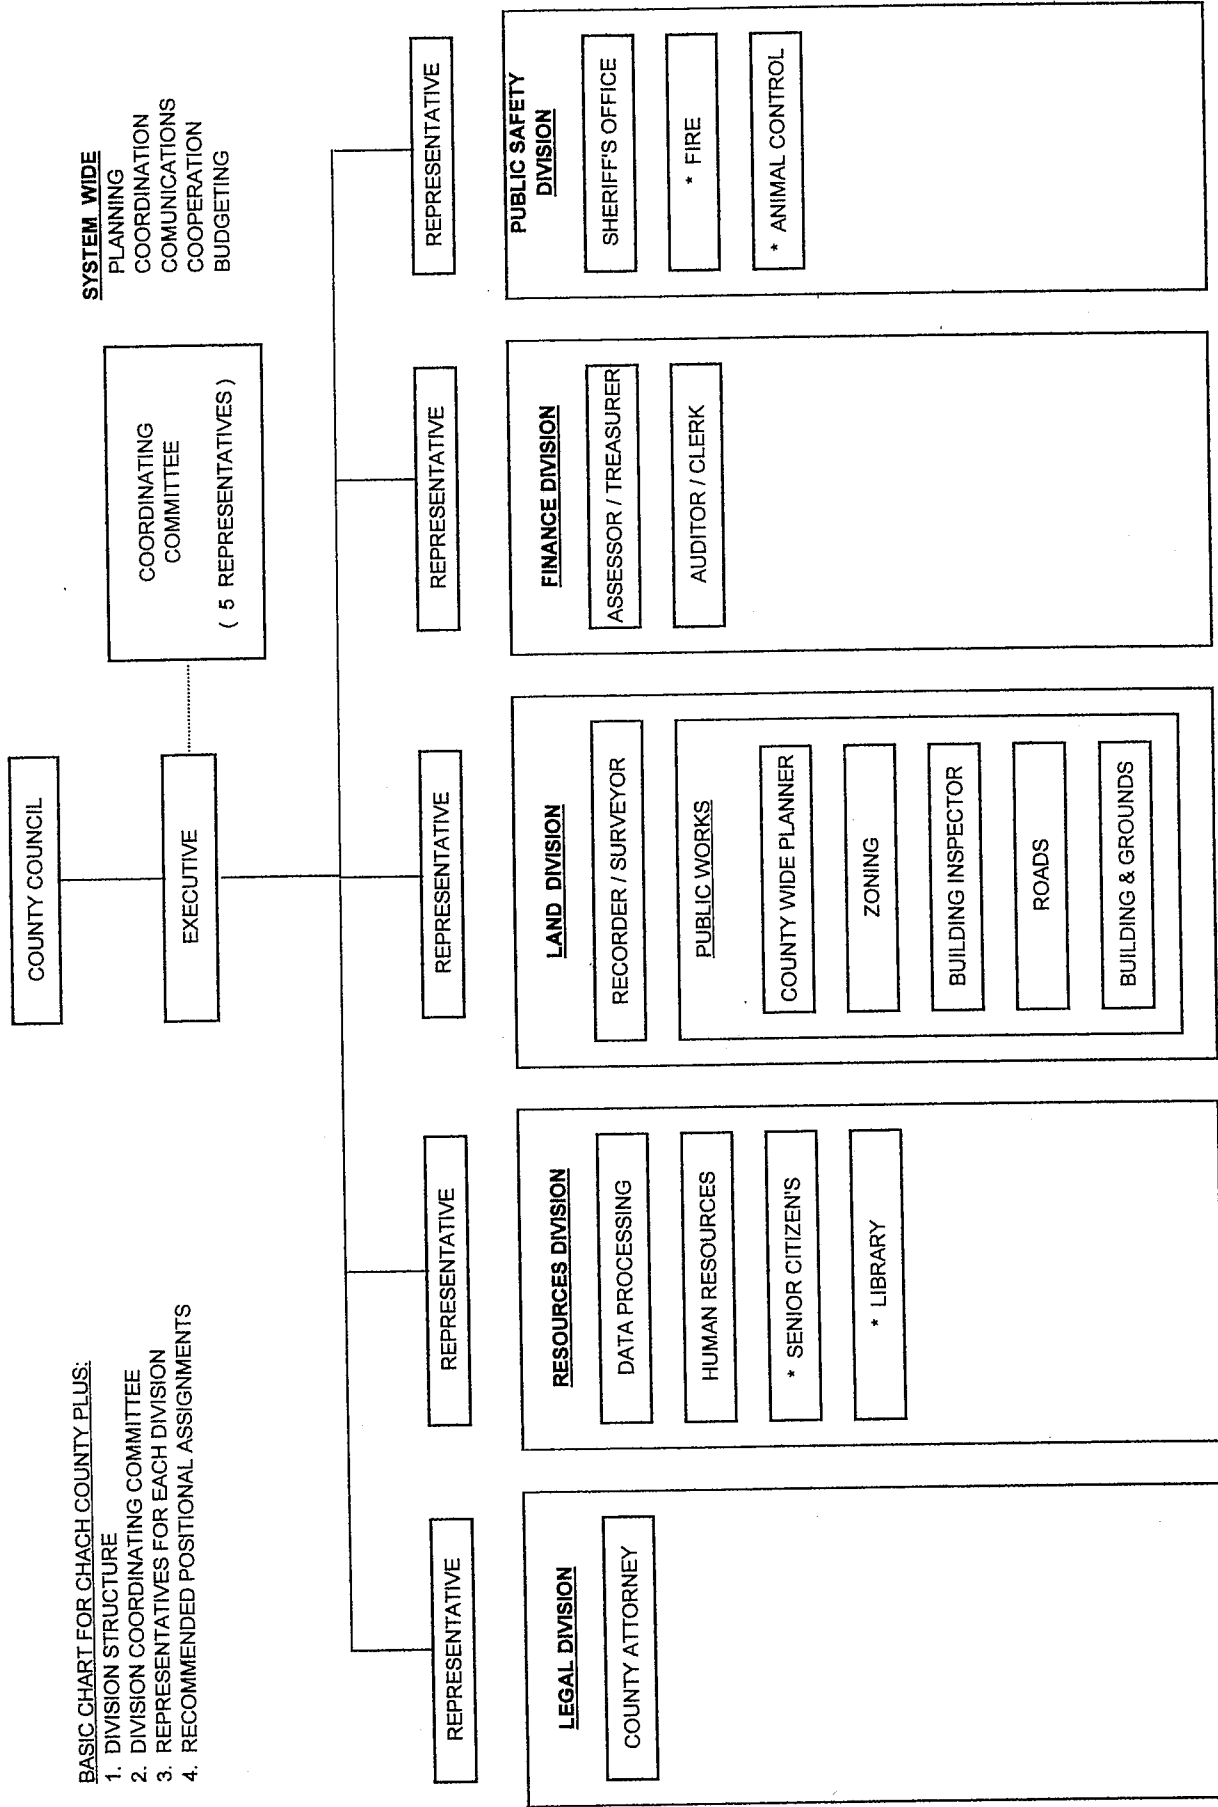 BASIC CHART FOR CHACH COUNTY PLUS:
1. DIVISION STRUCTURE
2. DIVISION COORDINATING COMMITTEE
3. REPRESENTATIVES FOR EACH DIVISION
4. RECOMMENDED POSITIONAL ASSIGNMENTS
COUNTY COUNCIL
EXECUTIVE
COORDINATING
COMMITTEE
( 5 REPRESENTATIVES )
SYSTEM WIDE
PLANNING
COORDINATION
COMUNICATIONS
COOPERATION
BUDGETING
REPRESENTATIVE
REPRESENTATIVE
REPRESENTATIVE
REPRESENTATIVE
REPRESENTATIVE
LEGAL DIVISION
COUNTY ATTORNEY
RESOURCES DIVISION
DATA PROCESSING
HUMAN RESOURCES
* SENIOR CITIZEN'S
* LIBRARY
LAND DIVISION
RECORDER / SURVEYOR
PUBLIC WORKS
COUNTY WIDE PLANNER
ZONING
BUILDING INSPECTOR
ROADS
BUILDING & GROUNDS
FINANCE DIVISION
ASSESSOR / TREASURER
AUDITOR / CLERK
PUBLIC SAFETY
DIVISION
SHERIFF'S OFFICE
* FIRE
* ANIMAL CONTROL